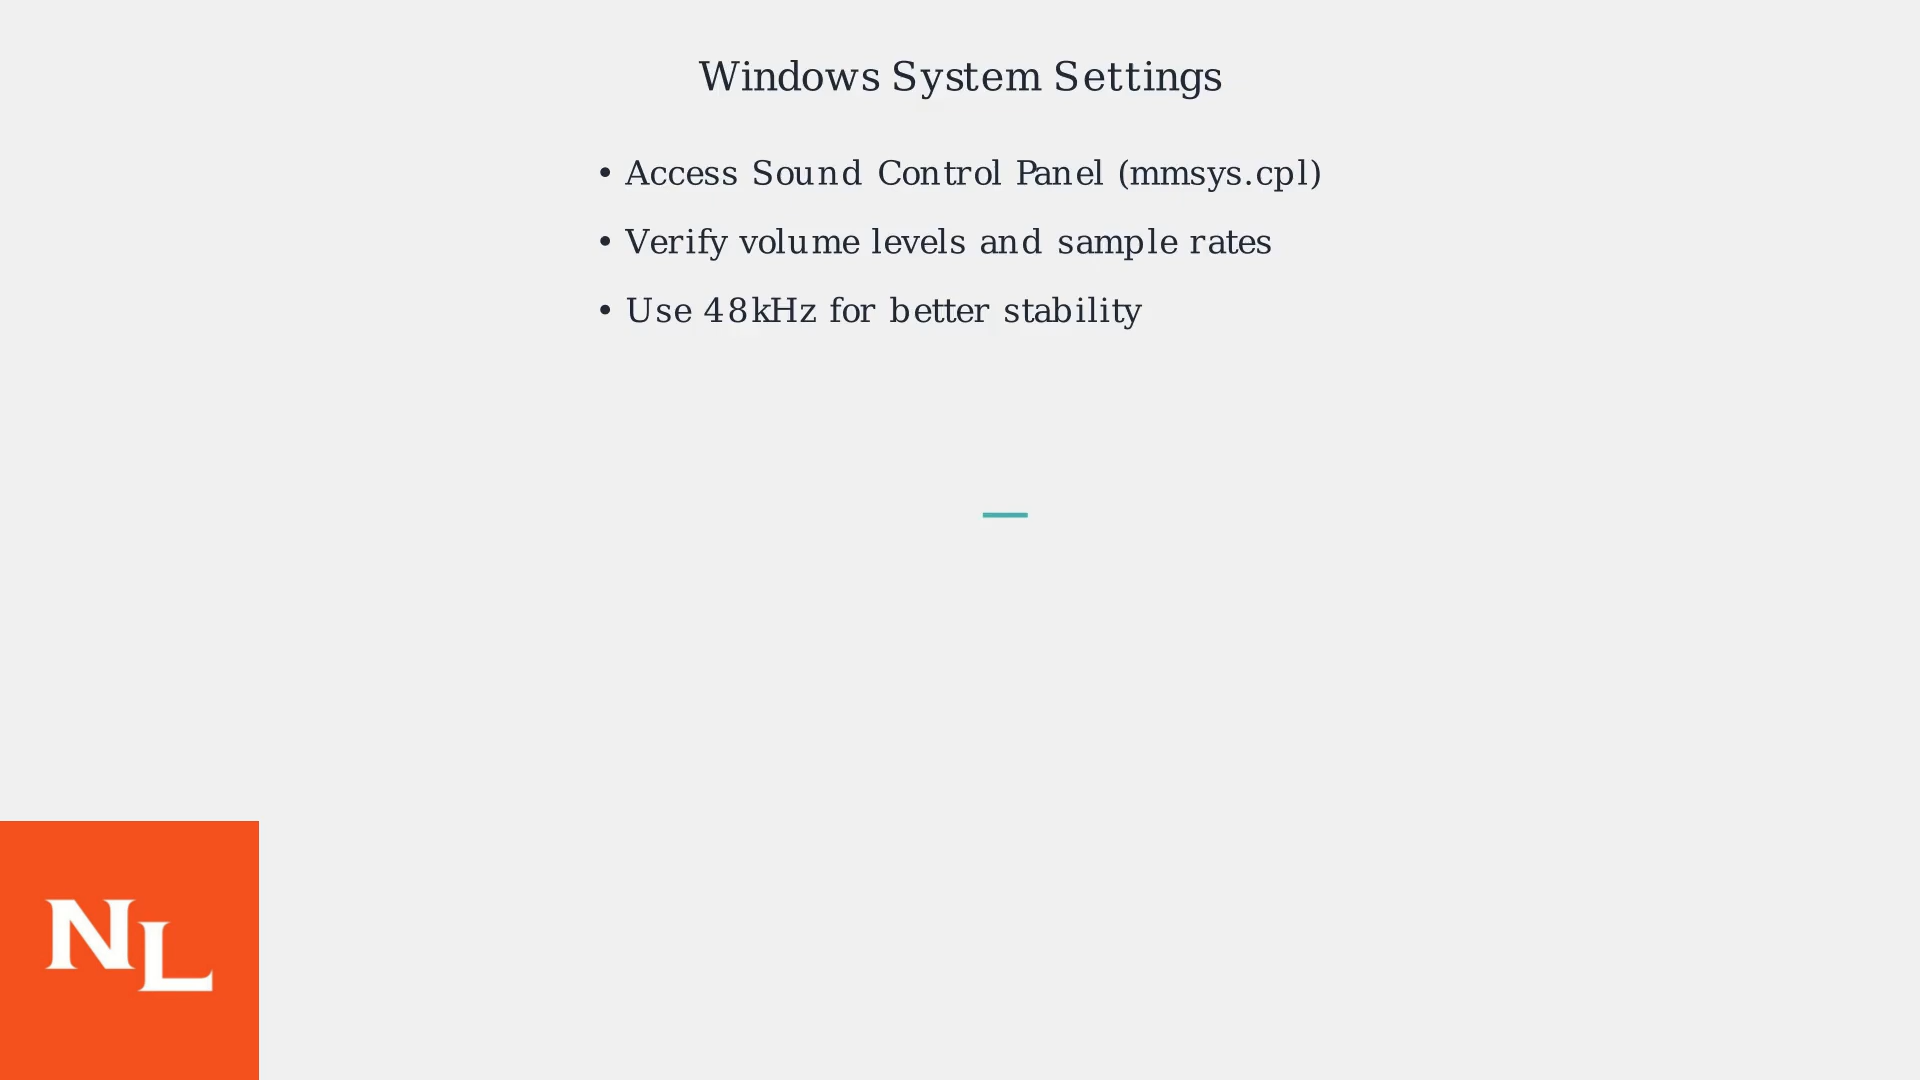 Windows System Settings
• Access Sound Control Panel (mmsys.cpl)
• Verify volume levels and sample rates
• Use 48kHz for better stability
NL